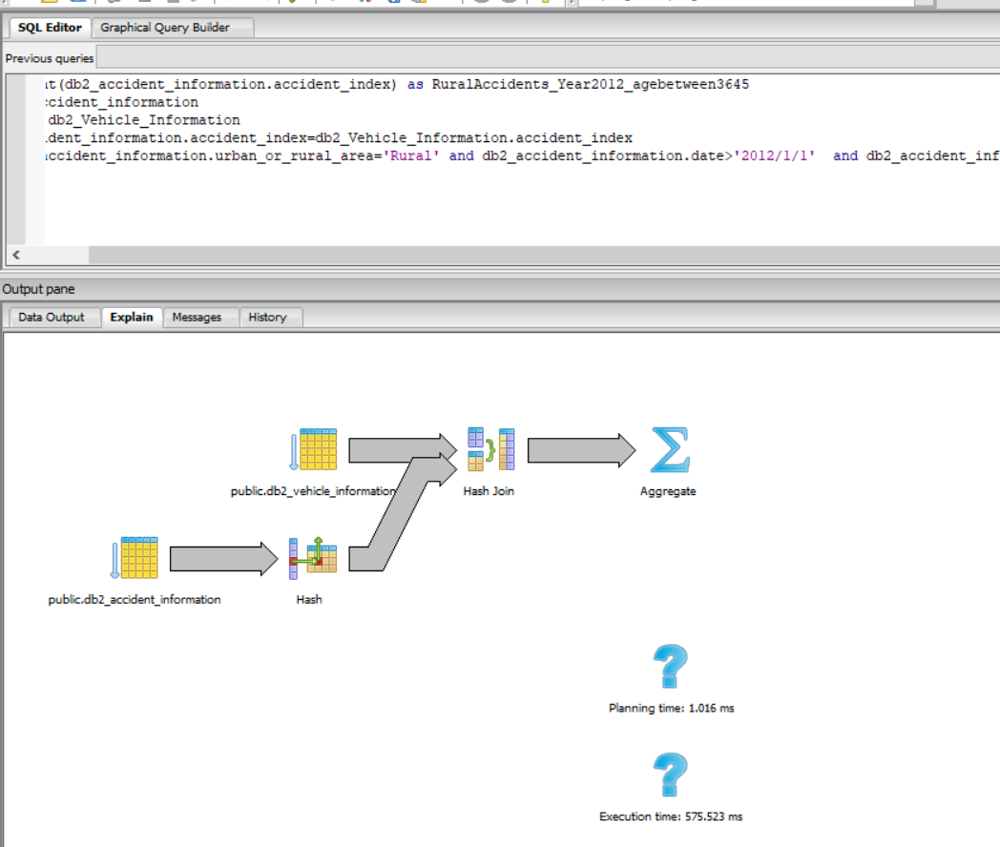 SQL Editor Graphical Query Builder
Previous queries
it(db2_accident_information.accident_index) as RuralAccidents_Year2012_agebetween3645
ccident_information
db2_Vehicle_Information
.dent_information.accident_index=db2_Vehicle_Information.accident_index
accident_information.urban_or_rural_area='Rural' and db2_accident_information.date>'2012/1/1' and db2_accident_inf
Output pane
Data Output Explain Messages History
public.db2_vehicle_information Hash Join Aggregate
public.db2_accident_information Hash
Planning time: 1.016 ms
Execution time: 575.523 ms